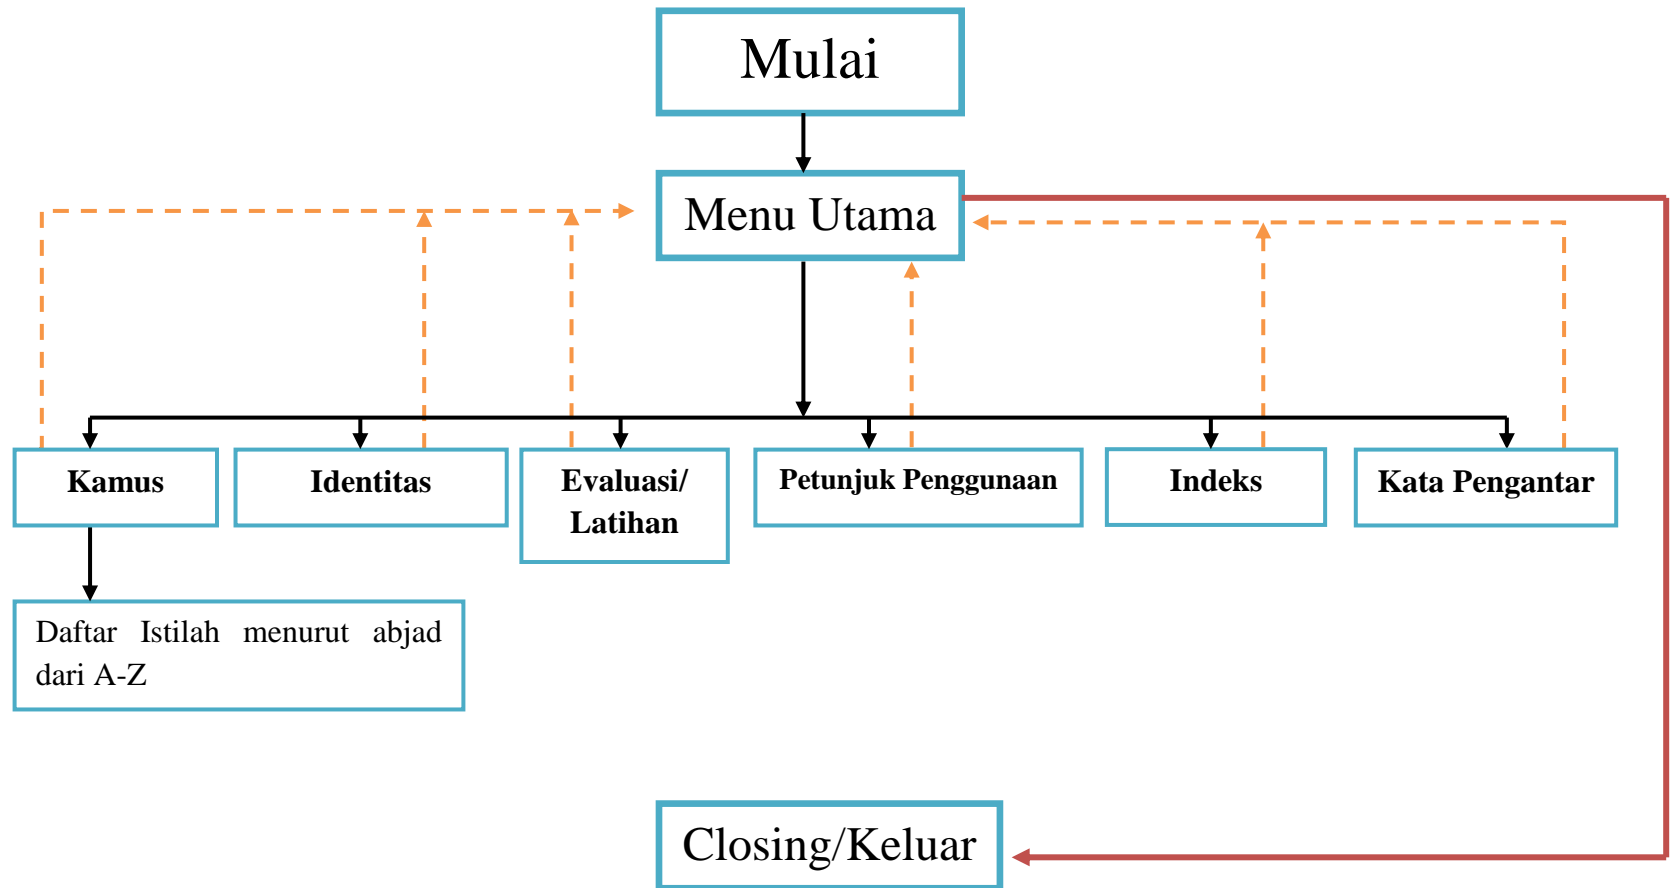 Mulai
Menu Utama
Kamus
Identitas
Evaluasi/
Latihan
Petunjuk Penggunaan
Indeks
Kata Pengantar
Daftar Istilah menurut abjad
dari A-Z
Closing/Keluar